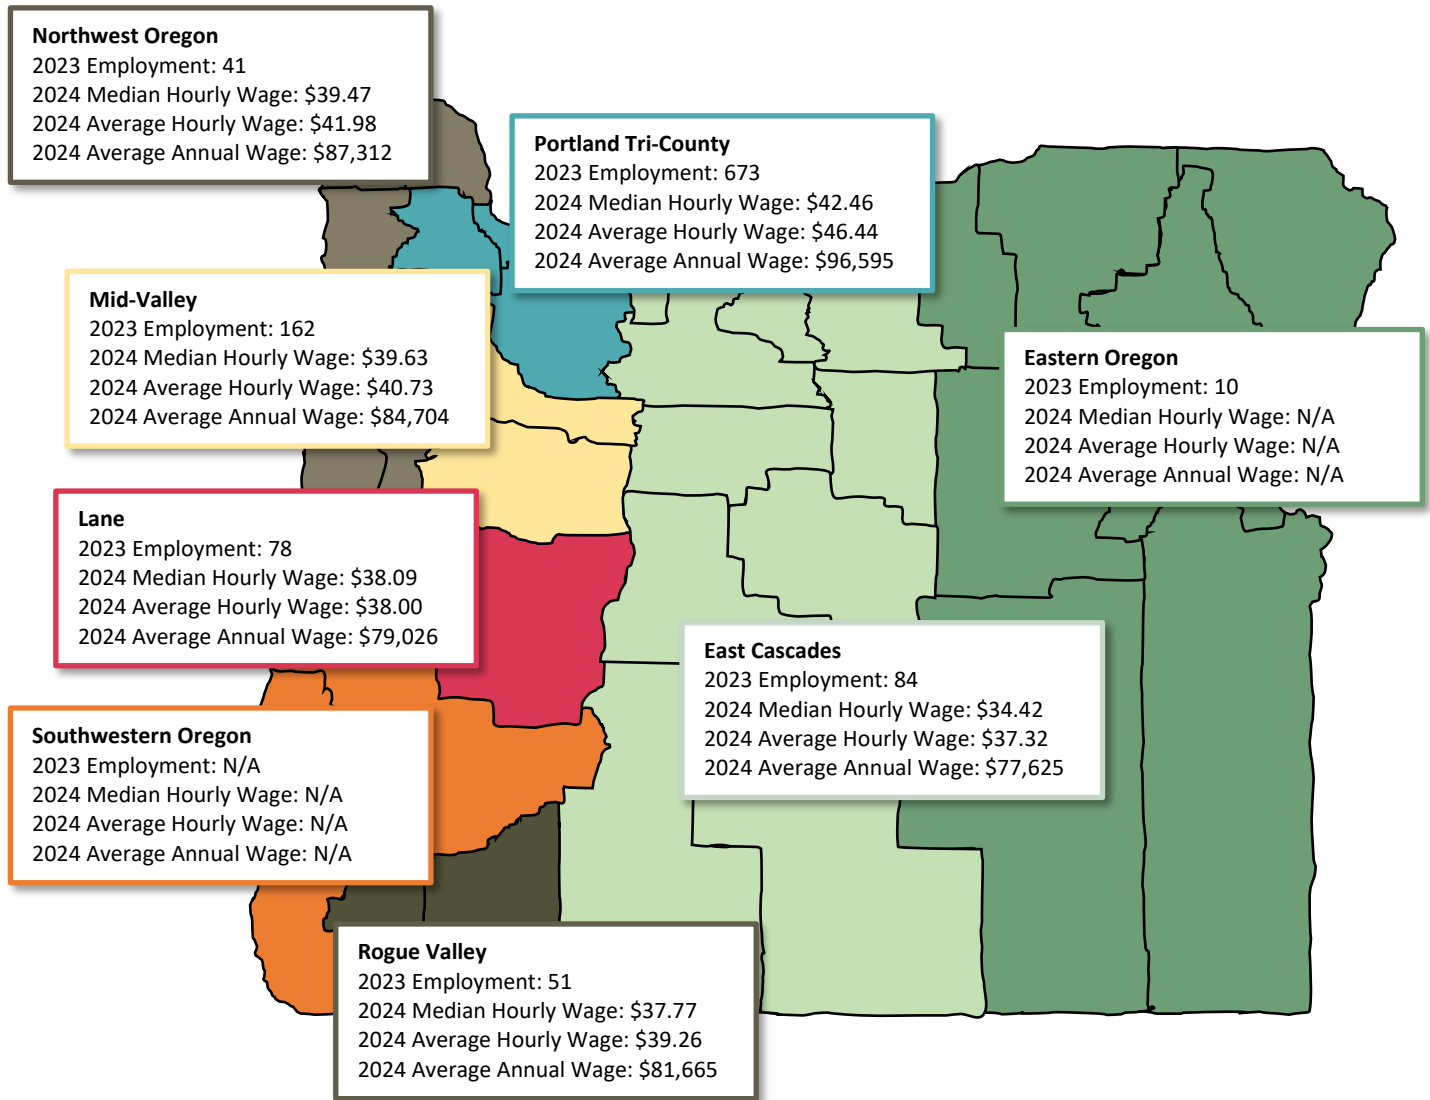 Northwest Oregon
2023 Employment: 41
2024 Median Hourly Wage: $39.47
2024 Average Hourly Wage: $41.98
2024 Average Annual Wage: $87,312
Portland Tri-County
2023 Employment: 673
2024 Median Hourly Wage: $42.46
2024 Average Hourly Wage: $46.44
2024 Average Annual Wage: $96,595
Mid-Valley
2023 Employment: 162
2024 Median Hourly Wage: $39.63
2024 Average Hourly Wage: $40.73
2024 Average Annual Wage: $84,704
Eastern Oregon
2023 Employment: 10
2024 Median Hourly Wage: N/A
2024 Average Hourly Wage: N/A
2024 Average Annual Wage: N/A
Lane
2023 Employment: 78
2024 Median Hourly Wage: $38.09
2024 Average Hourly Wage: $38.00
2024 Average Annual Wage: $79,026
East Cascades
2023 Employment: 84
2024 Median Hourly Wage: $34.42
2024 Average Hourly Wage: $37.32
2024 Average Annual Wage: $77,625
Southwestern Oregon
2023 Employment: N/A
2024 Median Hourly Wage: N/A
2024 Average Hourly Wage: N/A
2024 Average Annual Wage: N/A
Rogue Valley
2023 Employment: 51
2024 Median Hourly Wage: $37.77
2024 Average Hourly Wage: $39.26
2024 Average Annual Wage: $81,665